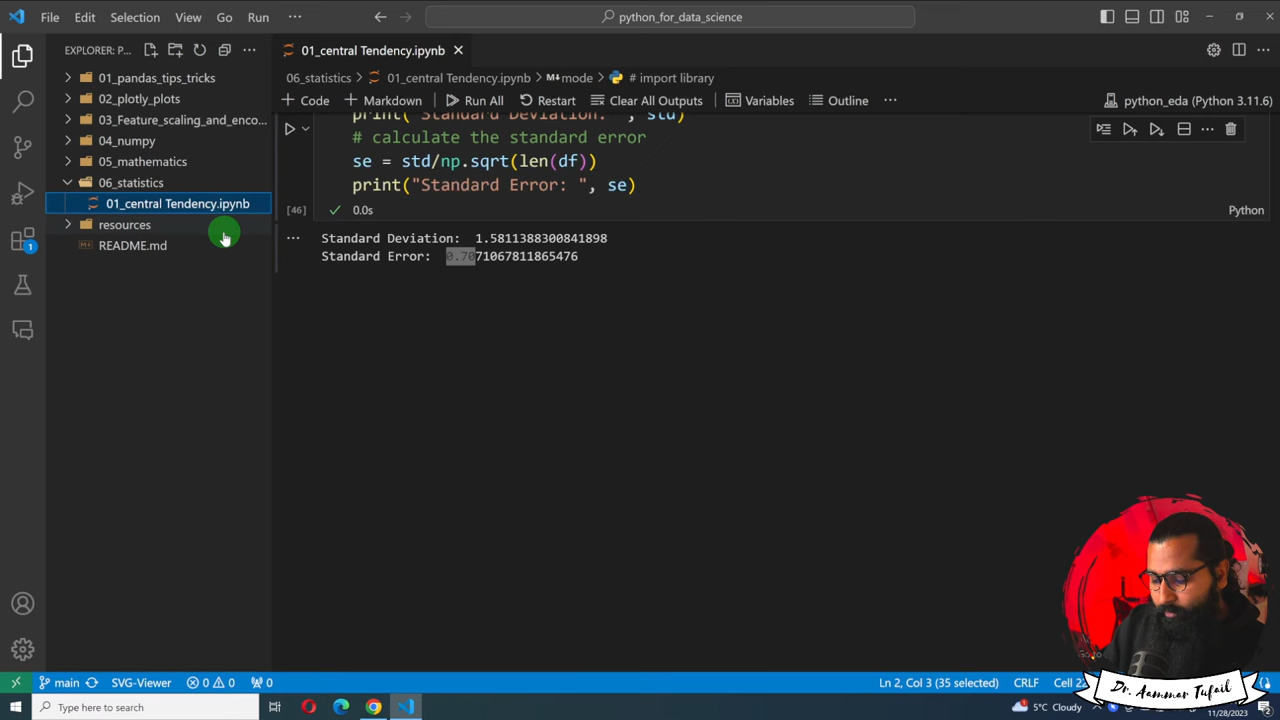 File Edit Selection View Go Run ···
python_for_data_science
EXPLORER: P...
01_central Tendency.ipynb
01_pandas_tips_tricks
02_plotly_plots
03_Feature_scaling_and_enco...
04_numpy
05_mathematics
06_statistics
01_central Tendency.ipynb
resources
README.md
1
06_statistics > 01_central Tendency.ipynb > mode > # import library
+ Code + Markdown Run All Restart Clear All Outputs Variables Outline ··· python_eda (Python 3.11.6)
print("Standard Deviation: ", std)
# calculate the standard error
se = std/np.sqrt(len(df))
print("Standard Error: ", se)
[46] 0.0s Python
Standard Deviation: 1.5811388300841898
Standard Error: 0.7071067811865476
main SVG-Viewer 0 0 0 Ln 2, Col 3 (35 selected) CRLF Cell 22
Dr. Aammar Tufail
Type here to search
5°C Cloudy
11/28/2023
2